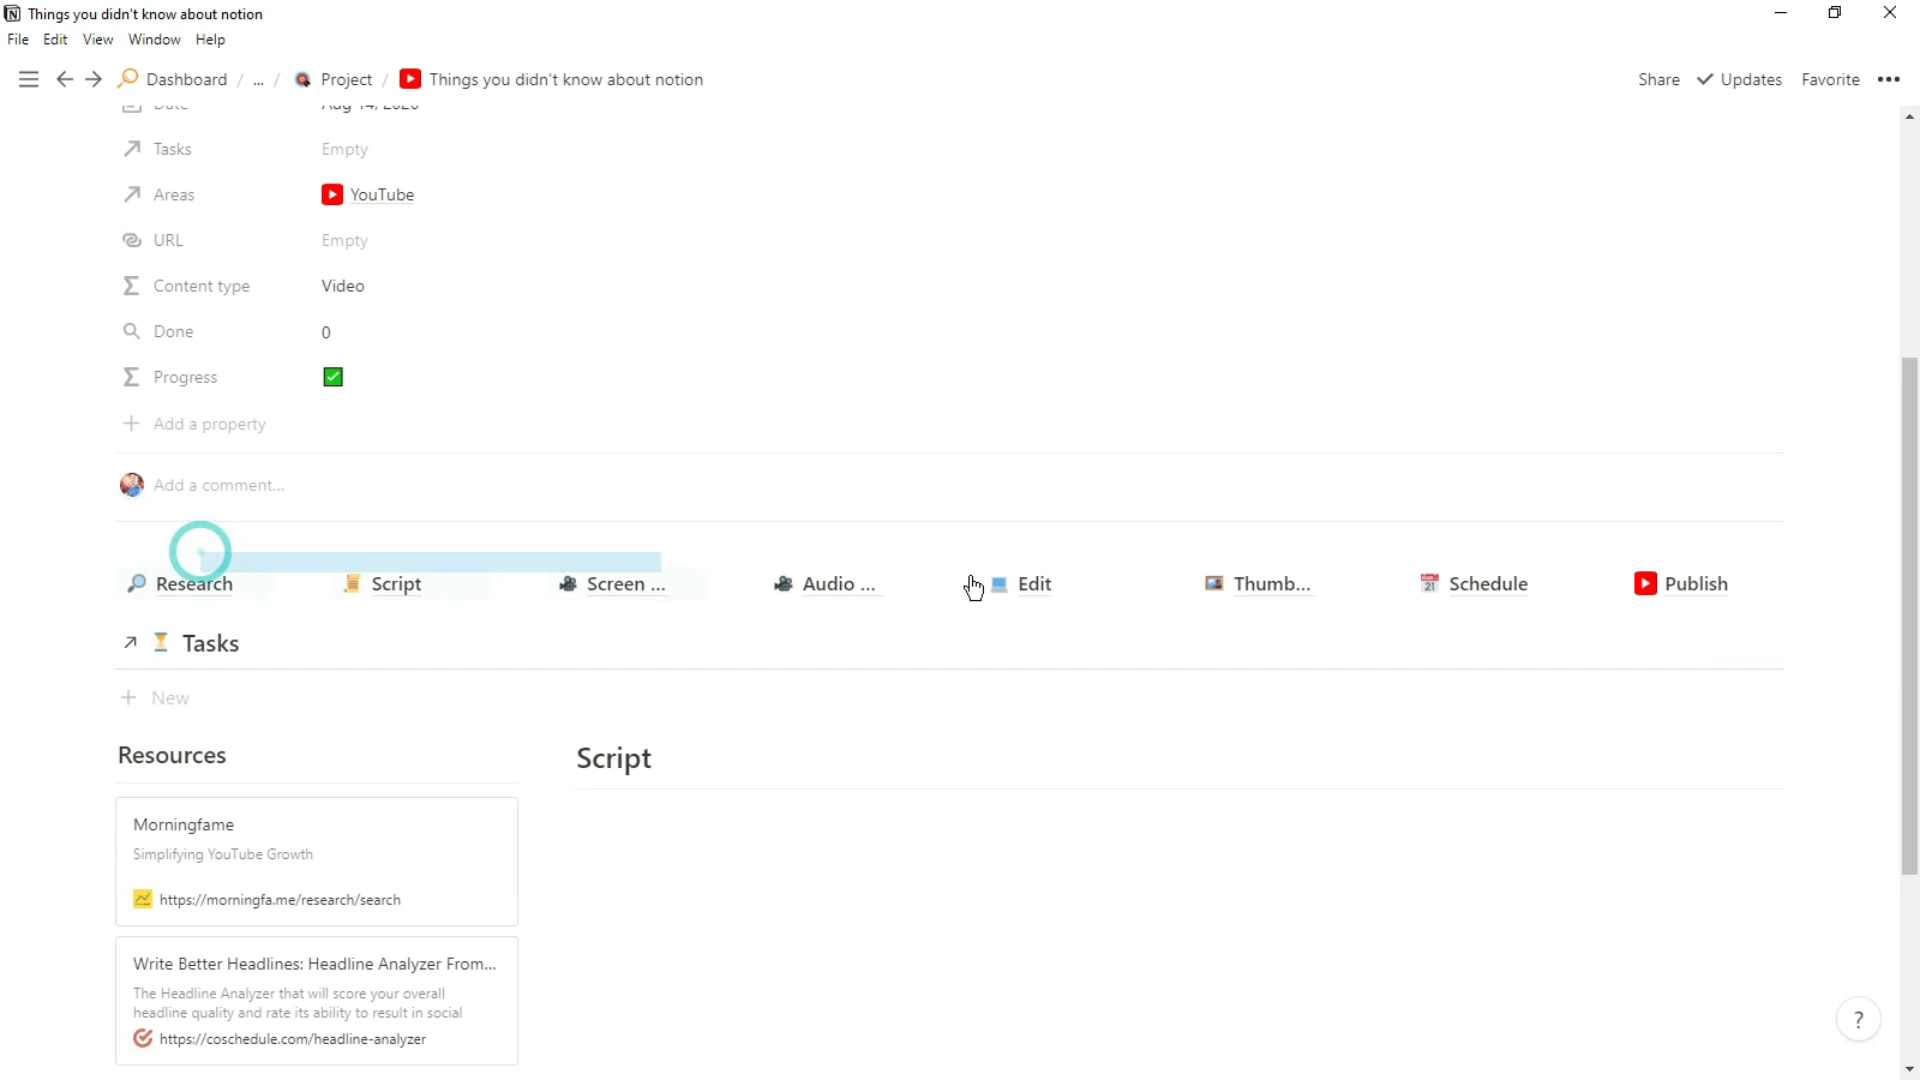 Things you didn't know about notion
File Edit View Window Help
Dashboard / ... / Project / Things you didn't know about notion Share Updates Favorite
Date
Tasks Empty
Areas YouTube
URL Empty
Content type Video
Done 0
Progress
Add a property
Add a comment...
Research Script Screen ... Audio ... Edit Thumb... Schedule Publish
Tasks
New
Resources Script
Morningfame
Simplifying YouTube Growth
https://morningfa.me/research/search
Write Better Headlines: Headline Analyzer From...
The Headline Analyzer that will score your overall
headline quality and rate its ability to result in social
https://coschedule.com/headline-analyzer
?